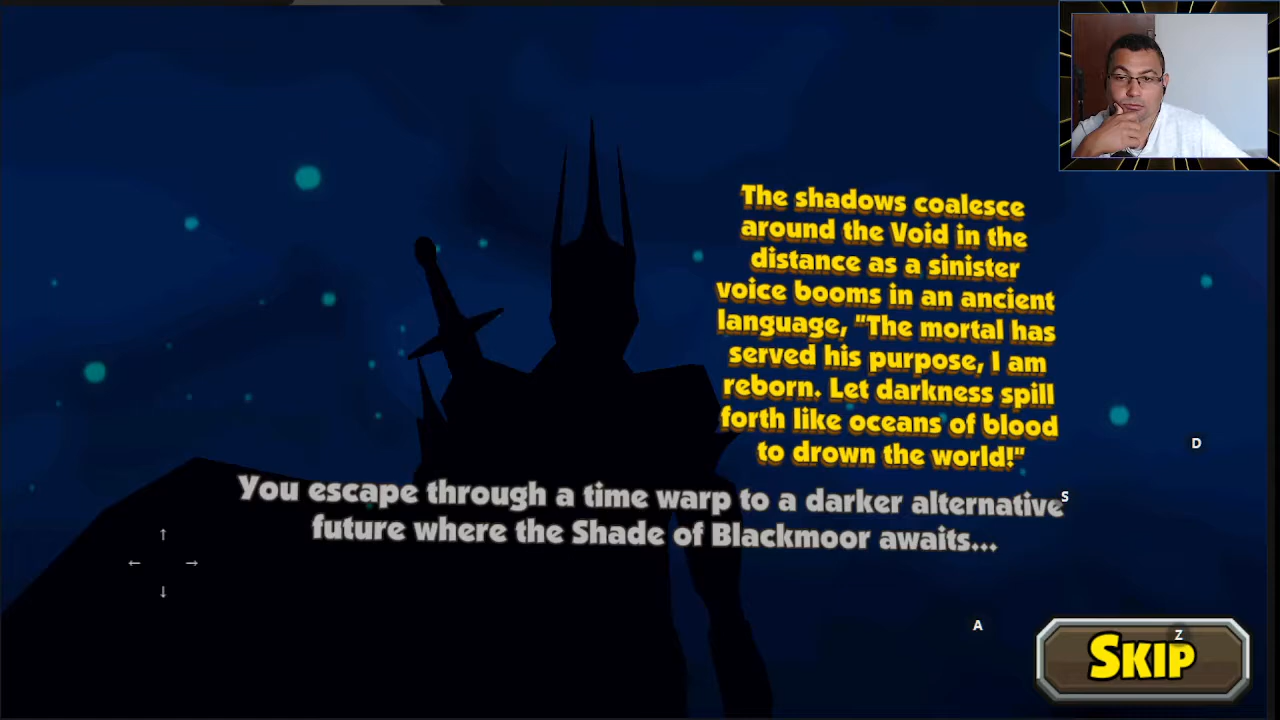 The shadows coalesce
around the Void in the
distance as a sinister
voice booms in an ancient
language, "The mortal has
served his purpose, I am
reborn. Let darkness spill
forth like oceans of blood
to drown the world!"
You escape through a time warp to a darker alternative
future where the Shade of Blackmoor awaits...
↑
← →
↓
D
S
A
Z
SKIP